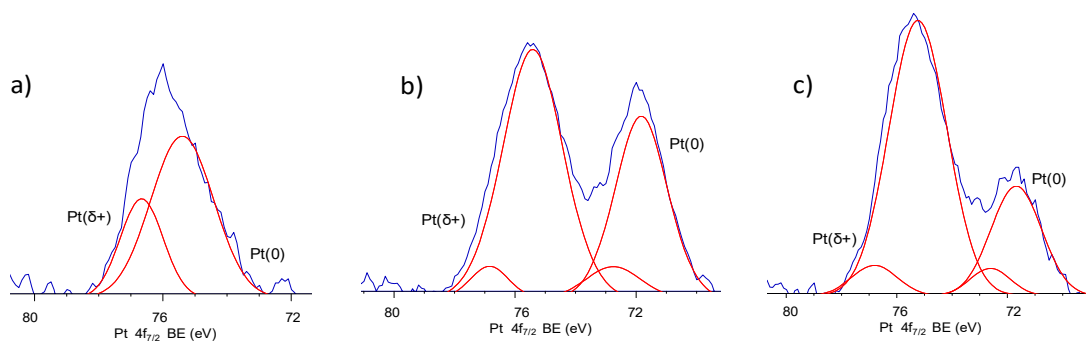 a)
Pt(δ+)
Pt(0)
80
76
72
Pt 4f7/2 BE (eV)
b)
Pt(δ+)
Pt(0)
80
76
72
Pt 4f7/2 BE (eV)
c)
Pt(δ+)
Pt(0)
80
76
72
Pt 4f7/2 BE (eV)